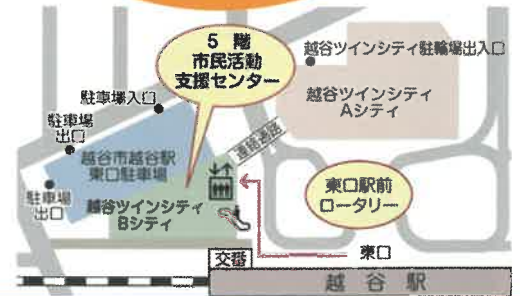 5 階
市民活動
支援センター
越谷ツインシティ駐輪場出入口
越谷ツインシティ
Aシティ
駐車場入口
駐車場
出口
越谷市越谷駅
東口駐車場
連絡通路
駐車場
出口
越谷ツインシティ
Bシティ
東口駅前
ロータリー
交番
東口
越谷駅